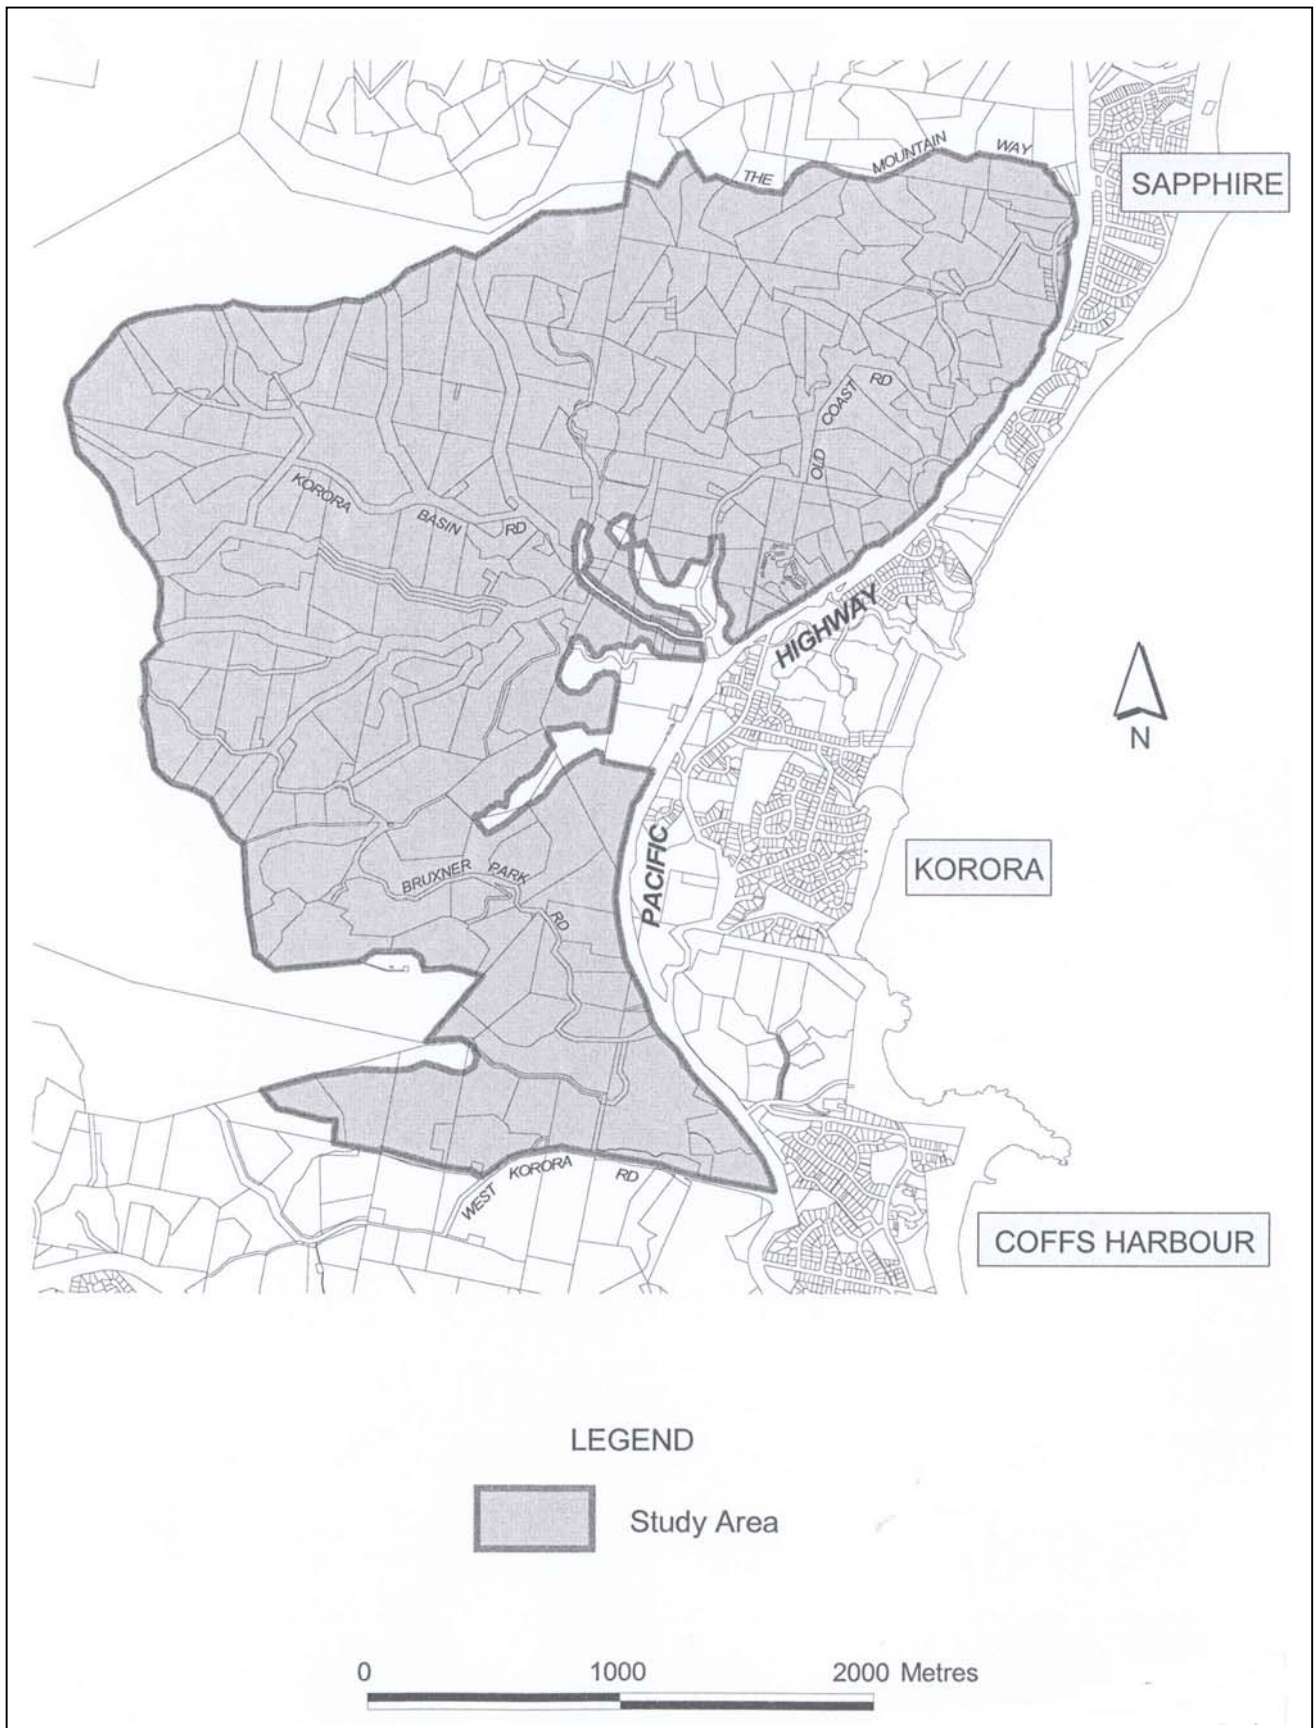 THE MOUNTAIN WAY
SAPPHIRE
OLD COAST RD
KORORA BASIN RD
PACIFIC HIGHWAY
N
KORORA
BRUXNER PARK RD
WEST KORORA RD
COFFS HARBOUR
LEGEND
Study Area
0 1000 2000 Metres